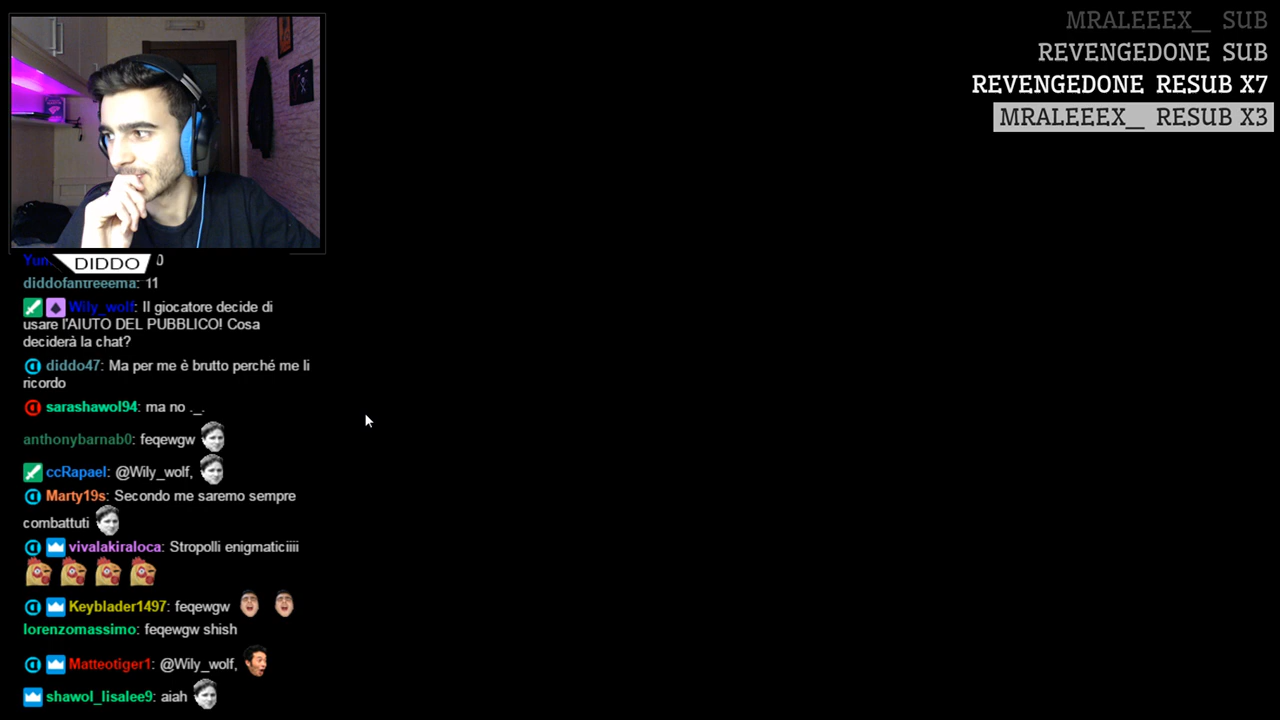 MRALEEEX_ SUB
REVENGEDONE SUB
REVENGEDONE RESUB X7
MRALEEEX_ RESUB X3
DIDDO
diddofantreeema: 11
Wily_wolf: Il giocatore decide di
usare l'AIUTO DEL PUBBLICO! Cosa
deciderà la chat?
diddo47: Ma per me è brutto perché me li
ricordo
sarashawol94: ma no ._.
anthonybarnab0: feqewgw
ccRapael: @Wily_wolf,
Marty19s: Secondo me saremo sempre
combattuti
vivalakiraloca: Stropolli enigmaticiiii
Keyblader1497: feqewgw
lorenzomassimo: feqewgw shish
Matteotiger1: @Wily_wolf,
shawol_lisalee9: aiah